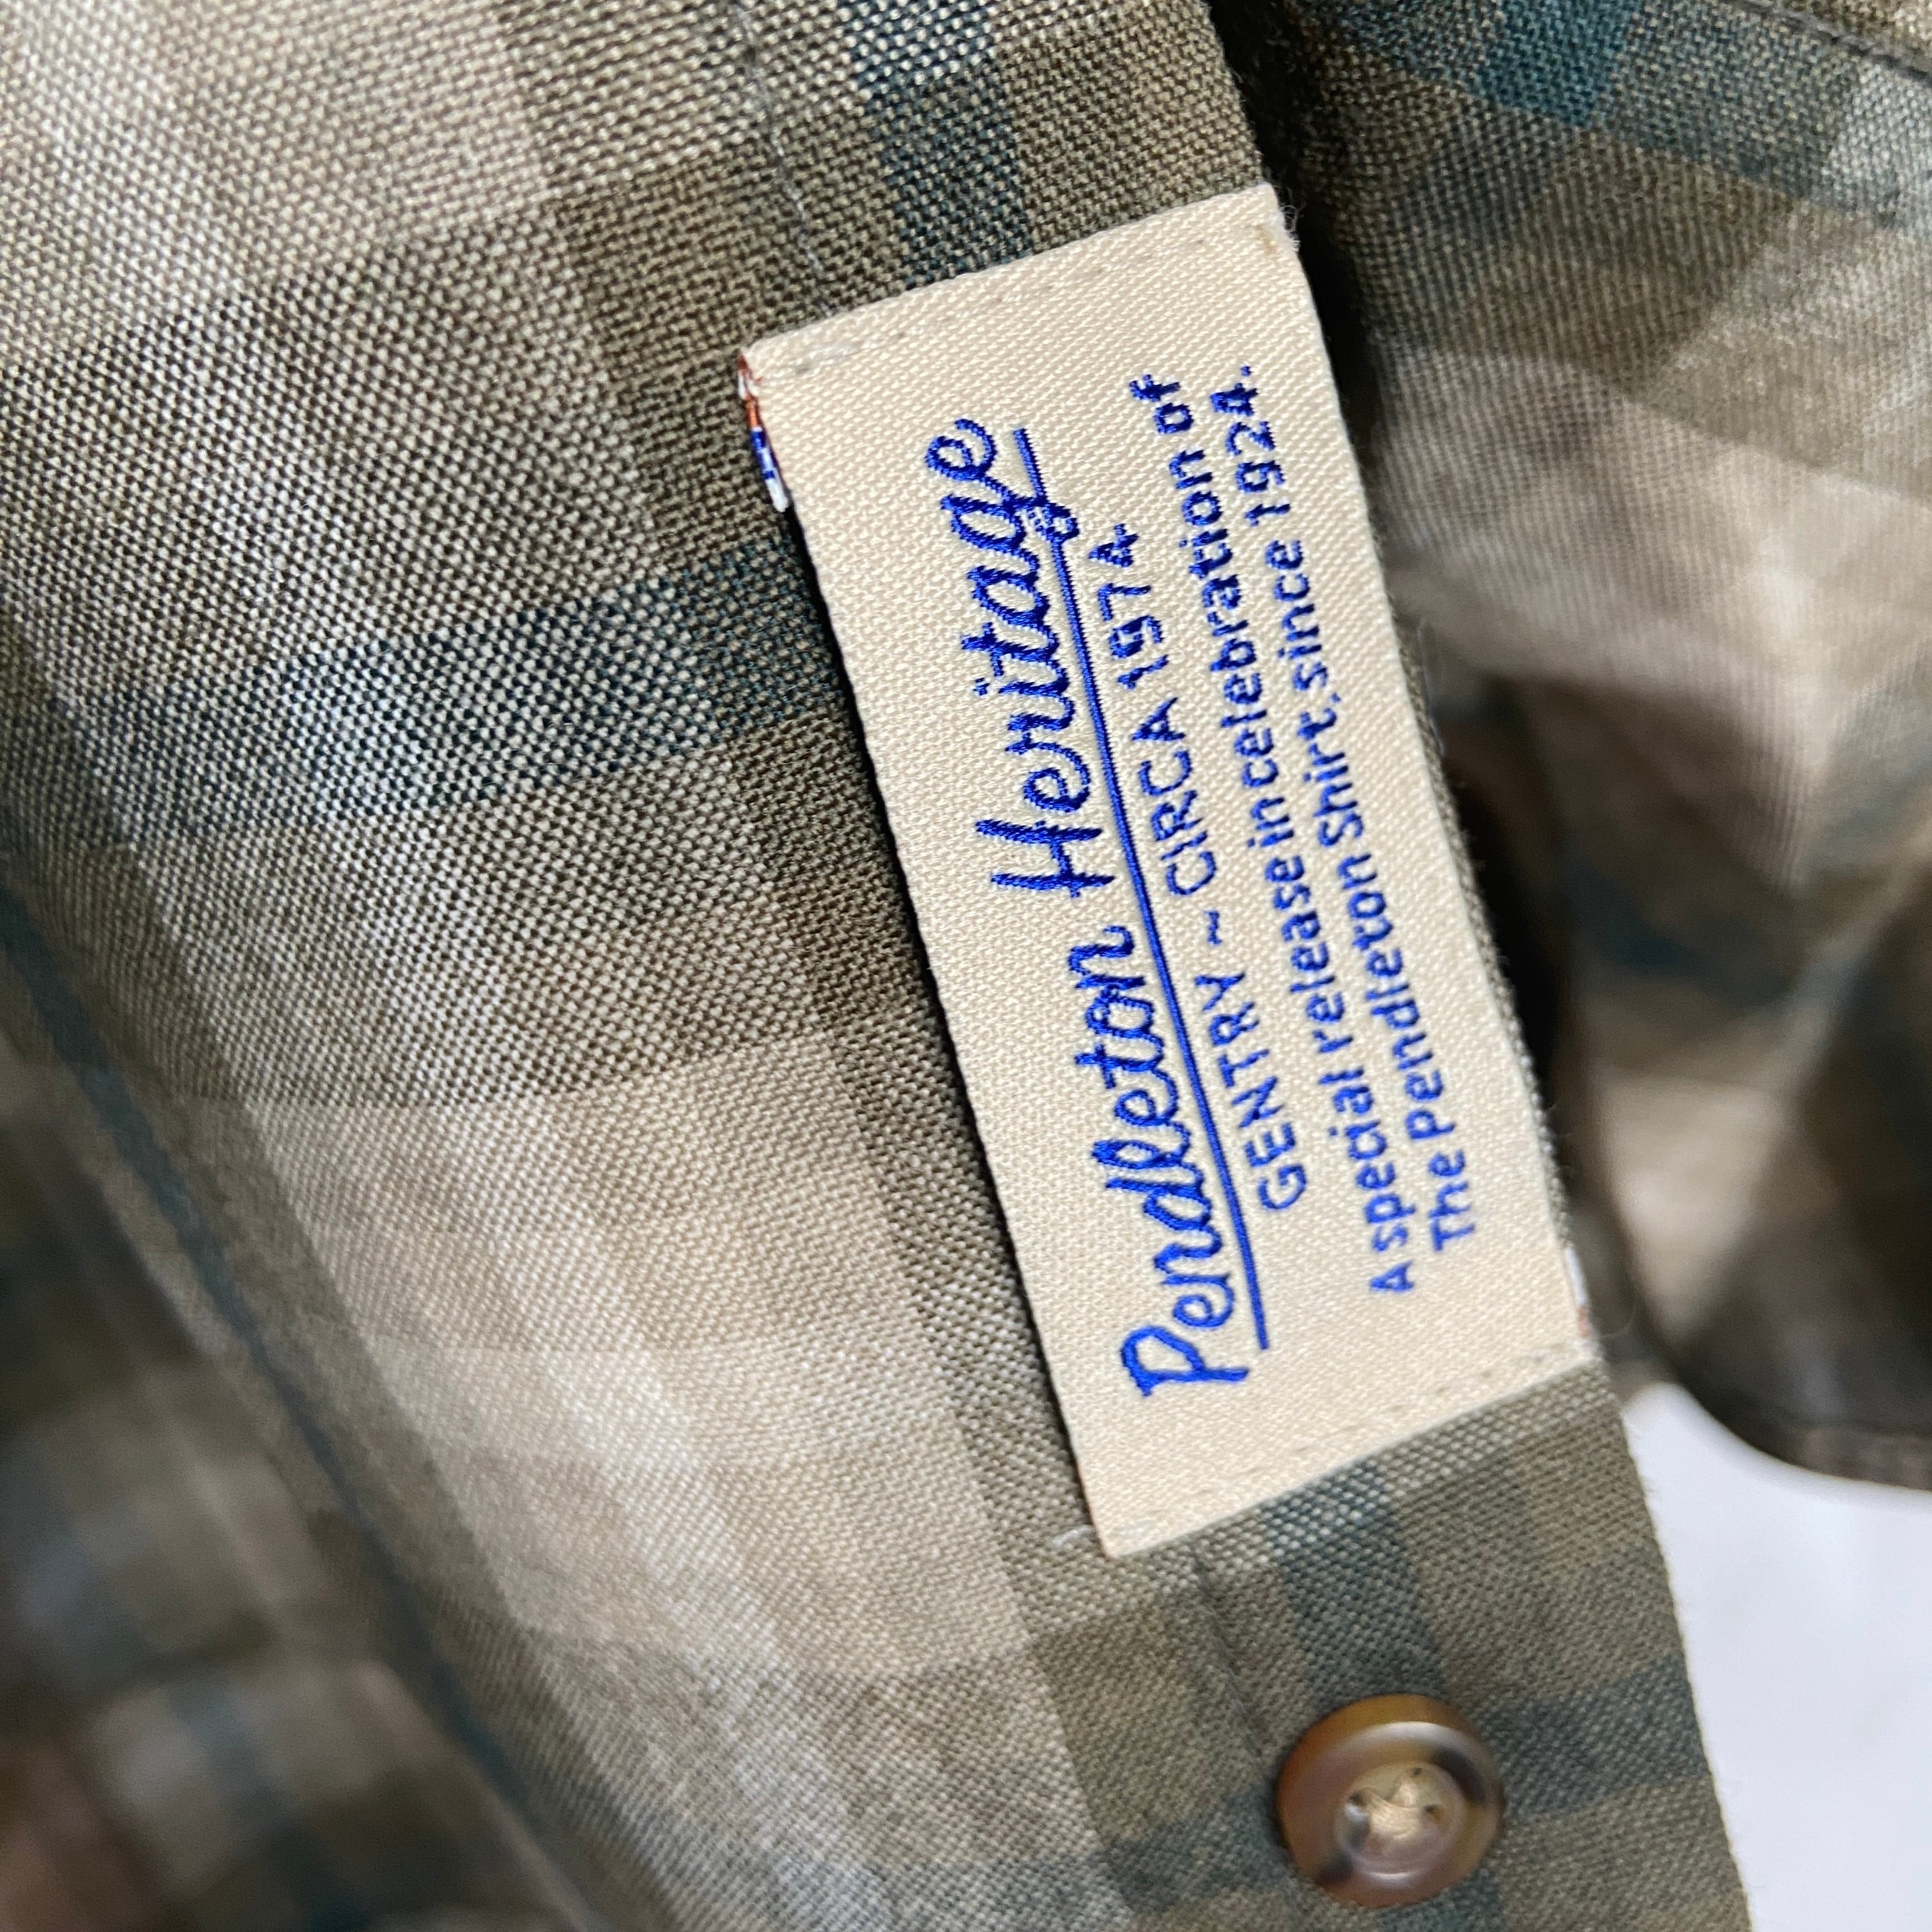 Pendleton Heritage
GENTRY ~ CIRCA 1974
A special release in celebration of
The Pendleton Shirt, since 1924.